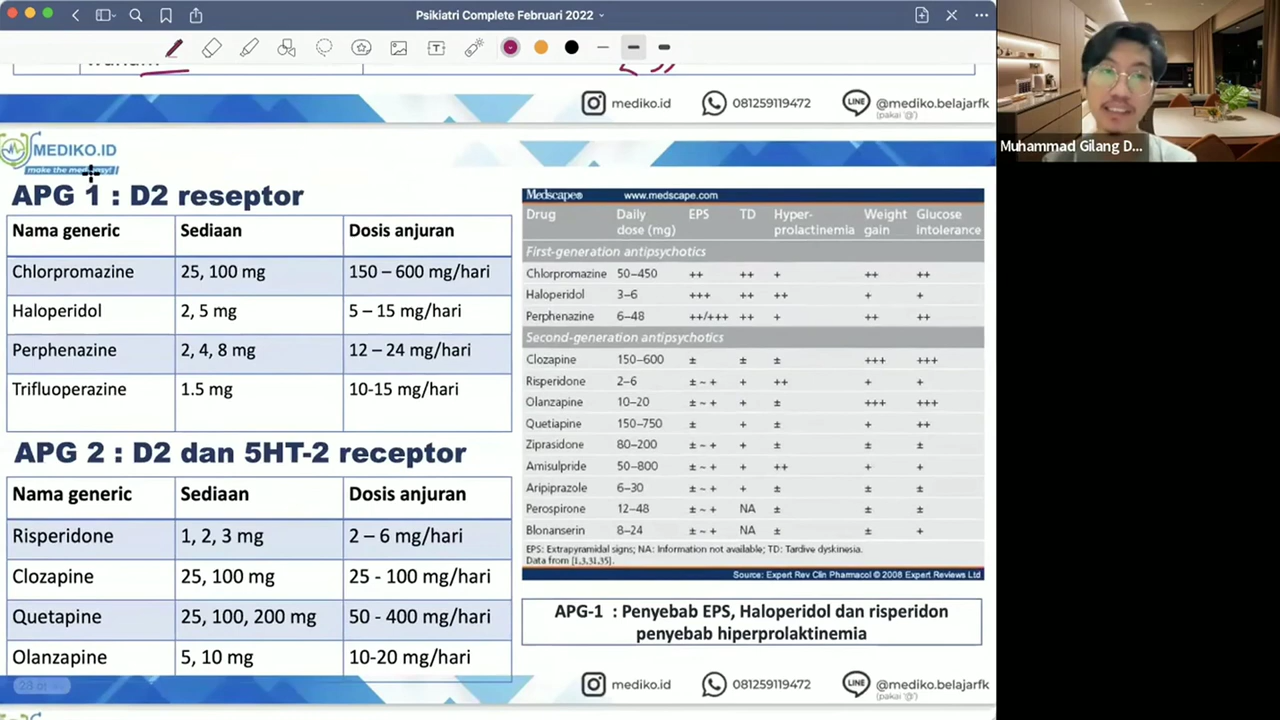 Psikiatri Complete Februari 2022
mediko.id
081259119472
@mediko.belajarfk
(pakai '@')
MEDIKO.ID
APG 1 : D2 reseptor
Nama generic Sediaan Dosis anjuran
Chlorpromazine 25, 100 mg 150 – 600 mg/hari
Haloperidol 2, 5 mg 5 – 15 mg/hari
Perphenazine 2, 4, 8 mg 12 – 24 mg/hari
Trifluoperazine 1.5 mg 10-15 mg/hari
APG 2 : D2 dan 5HT-2 receptor
Nama generic Sediaan Dosis anjuran
Risperidone 1, 2, 3 mg 2 – 6 mg/hari
Clozapine 25, 100 mg 25 - 100 mg/hari
Quetapine 25, 100, 200 mg 50 - 400 mg/hari
Olanzapine 5, 10 mg 10-20 mg/hari
Medscape® www.medscape.com
Drug Daily dose (mg) EPS TD Hyper-prolactinemia Weight gain Glucose intolerance
First-generation antipsychotics
Chlorpromazine 50–450 ++ ++ + ++ ++
Haloperidol 3–6 +++ ++ ++ + +
Perphenazine 6–48 ++/+++ ++ + ++ ++
Second-generation antipsychotics
Clozapine 150–600 ± ± ± +++ +++
Risperidone 2–6 ± ~ + + ++ + +
Olanzapine 10–20 ± ~ + + ± +++ +++
Quetiapine 150–750 ± + ± + ++
Ziprasidone 80–200 ± ~ + + ± ± ±
Amisulpride 50–800 ± ~ + + ++ + +
Aripiprazole 6–30 ± ~ + + ± ± ±
Perospirone 12–48 ± ~ + NA ± ± ±
Blonanserin 8–24 ± ~ + NA ± ± +
EPS: Extrapyramidal signs; NA: Information not available; TD: Tardive dyskinesia.
Data from [1,3,31,35].
Source: Expert Rev Clin Pharmacol © 2008 Expert Reviews Ltd
APG-1 : Penyebab EPS, Haloperidol dan risperidon
penyebab hiperprolaktinemia
mediko.id
081259119472
@mediko.belajarfk
(pakai '@')
Muhammad Gilang D...